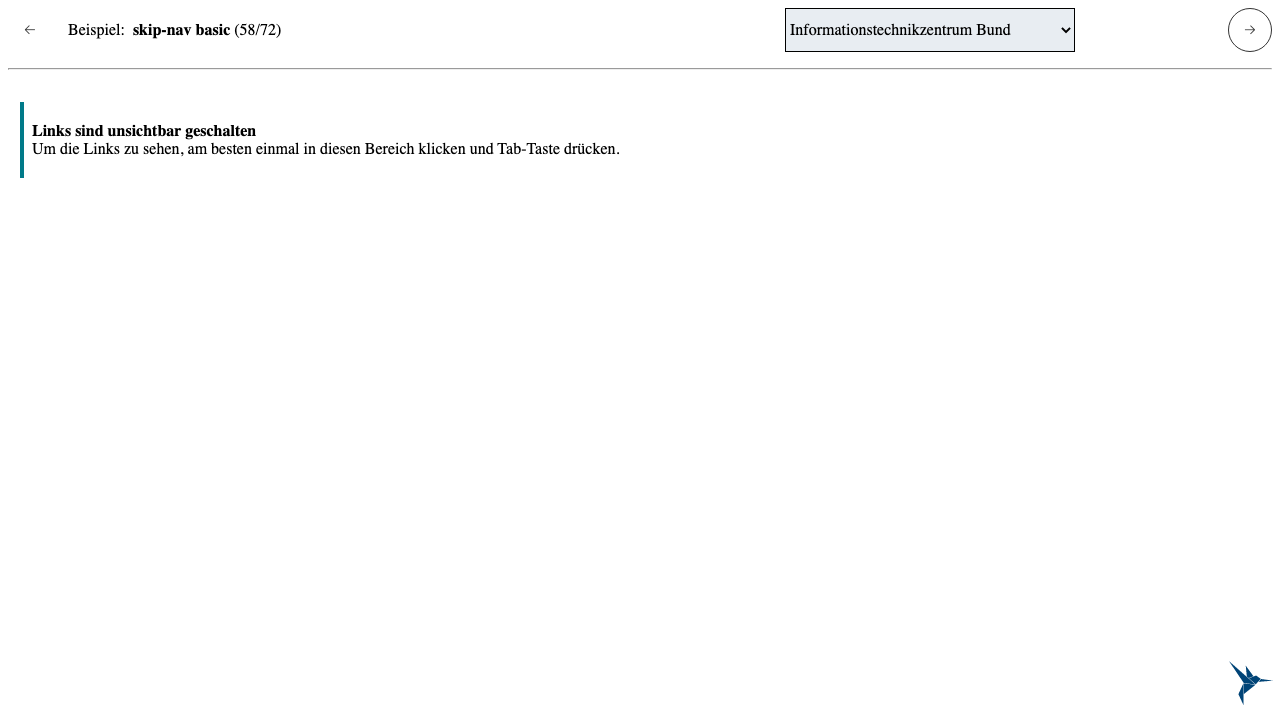 Beispiel: skip-nav basic (58/72)
Informationstechnikzentrum Bund
Links sind unsichtbar geschalten
Um die Links zu sehen, am besten einmal in diesen Bereich klicken und Tab-Taste drücken.